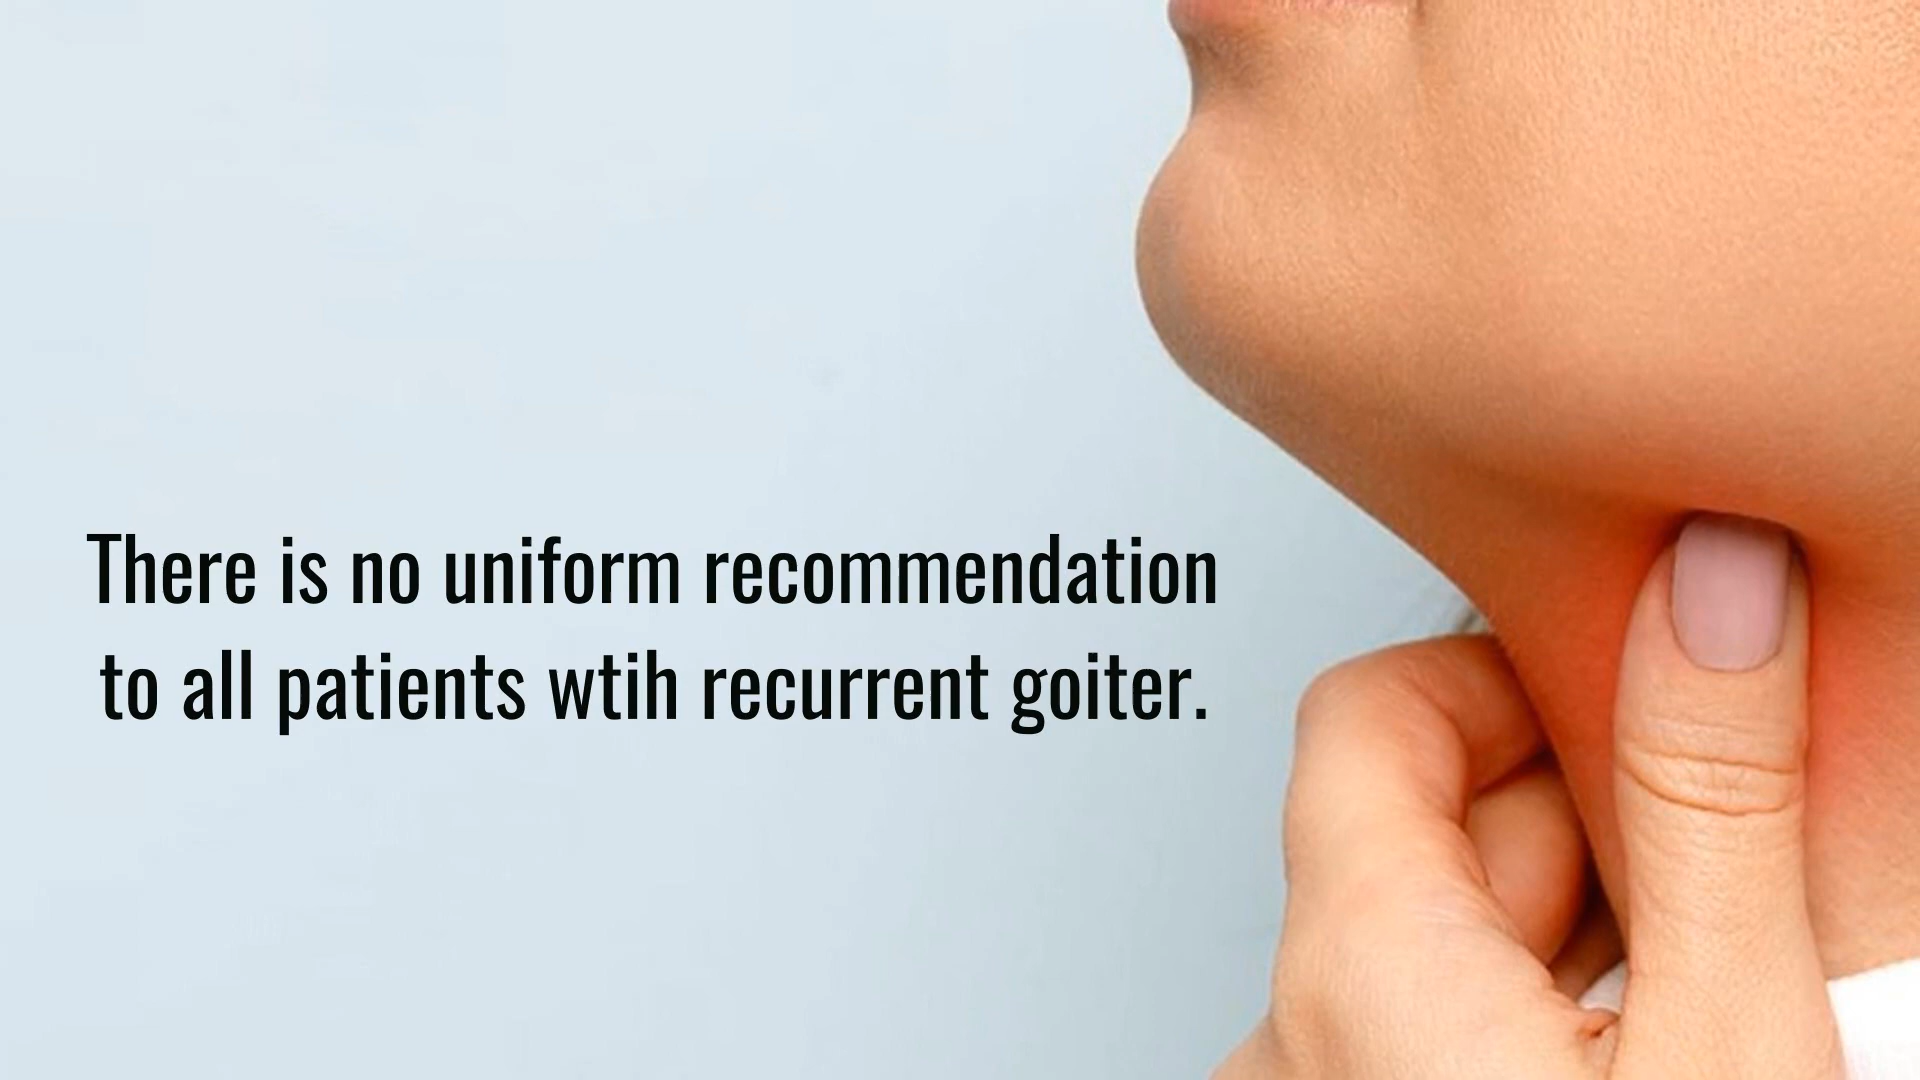 There is no uniform recommendation
to all patients wtih recurrent goiter.